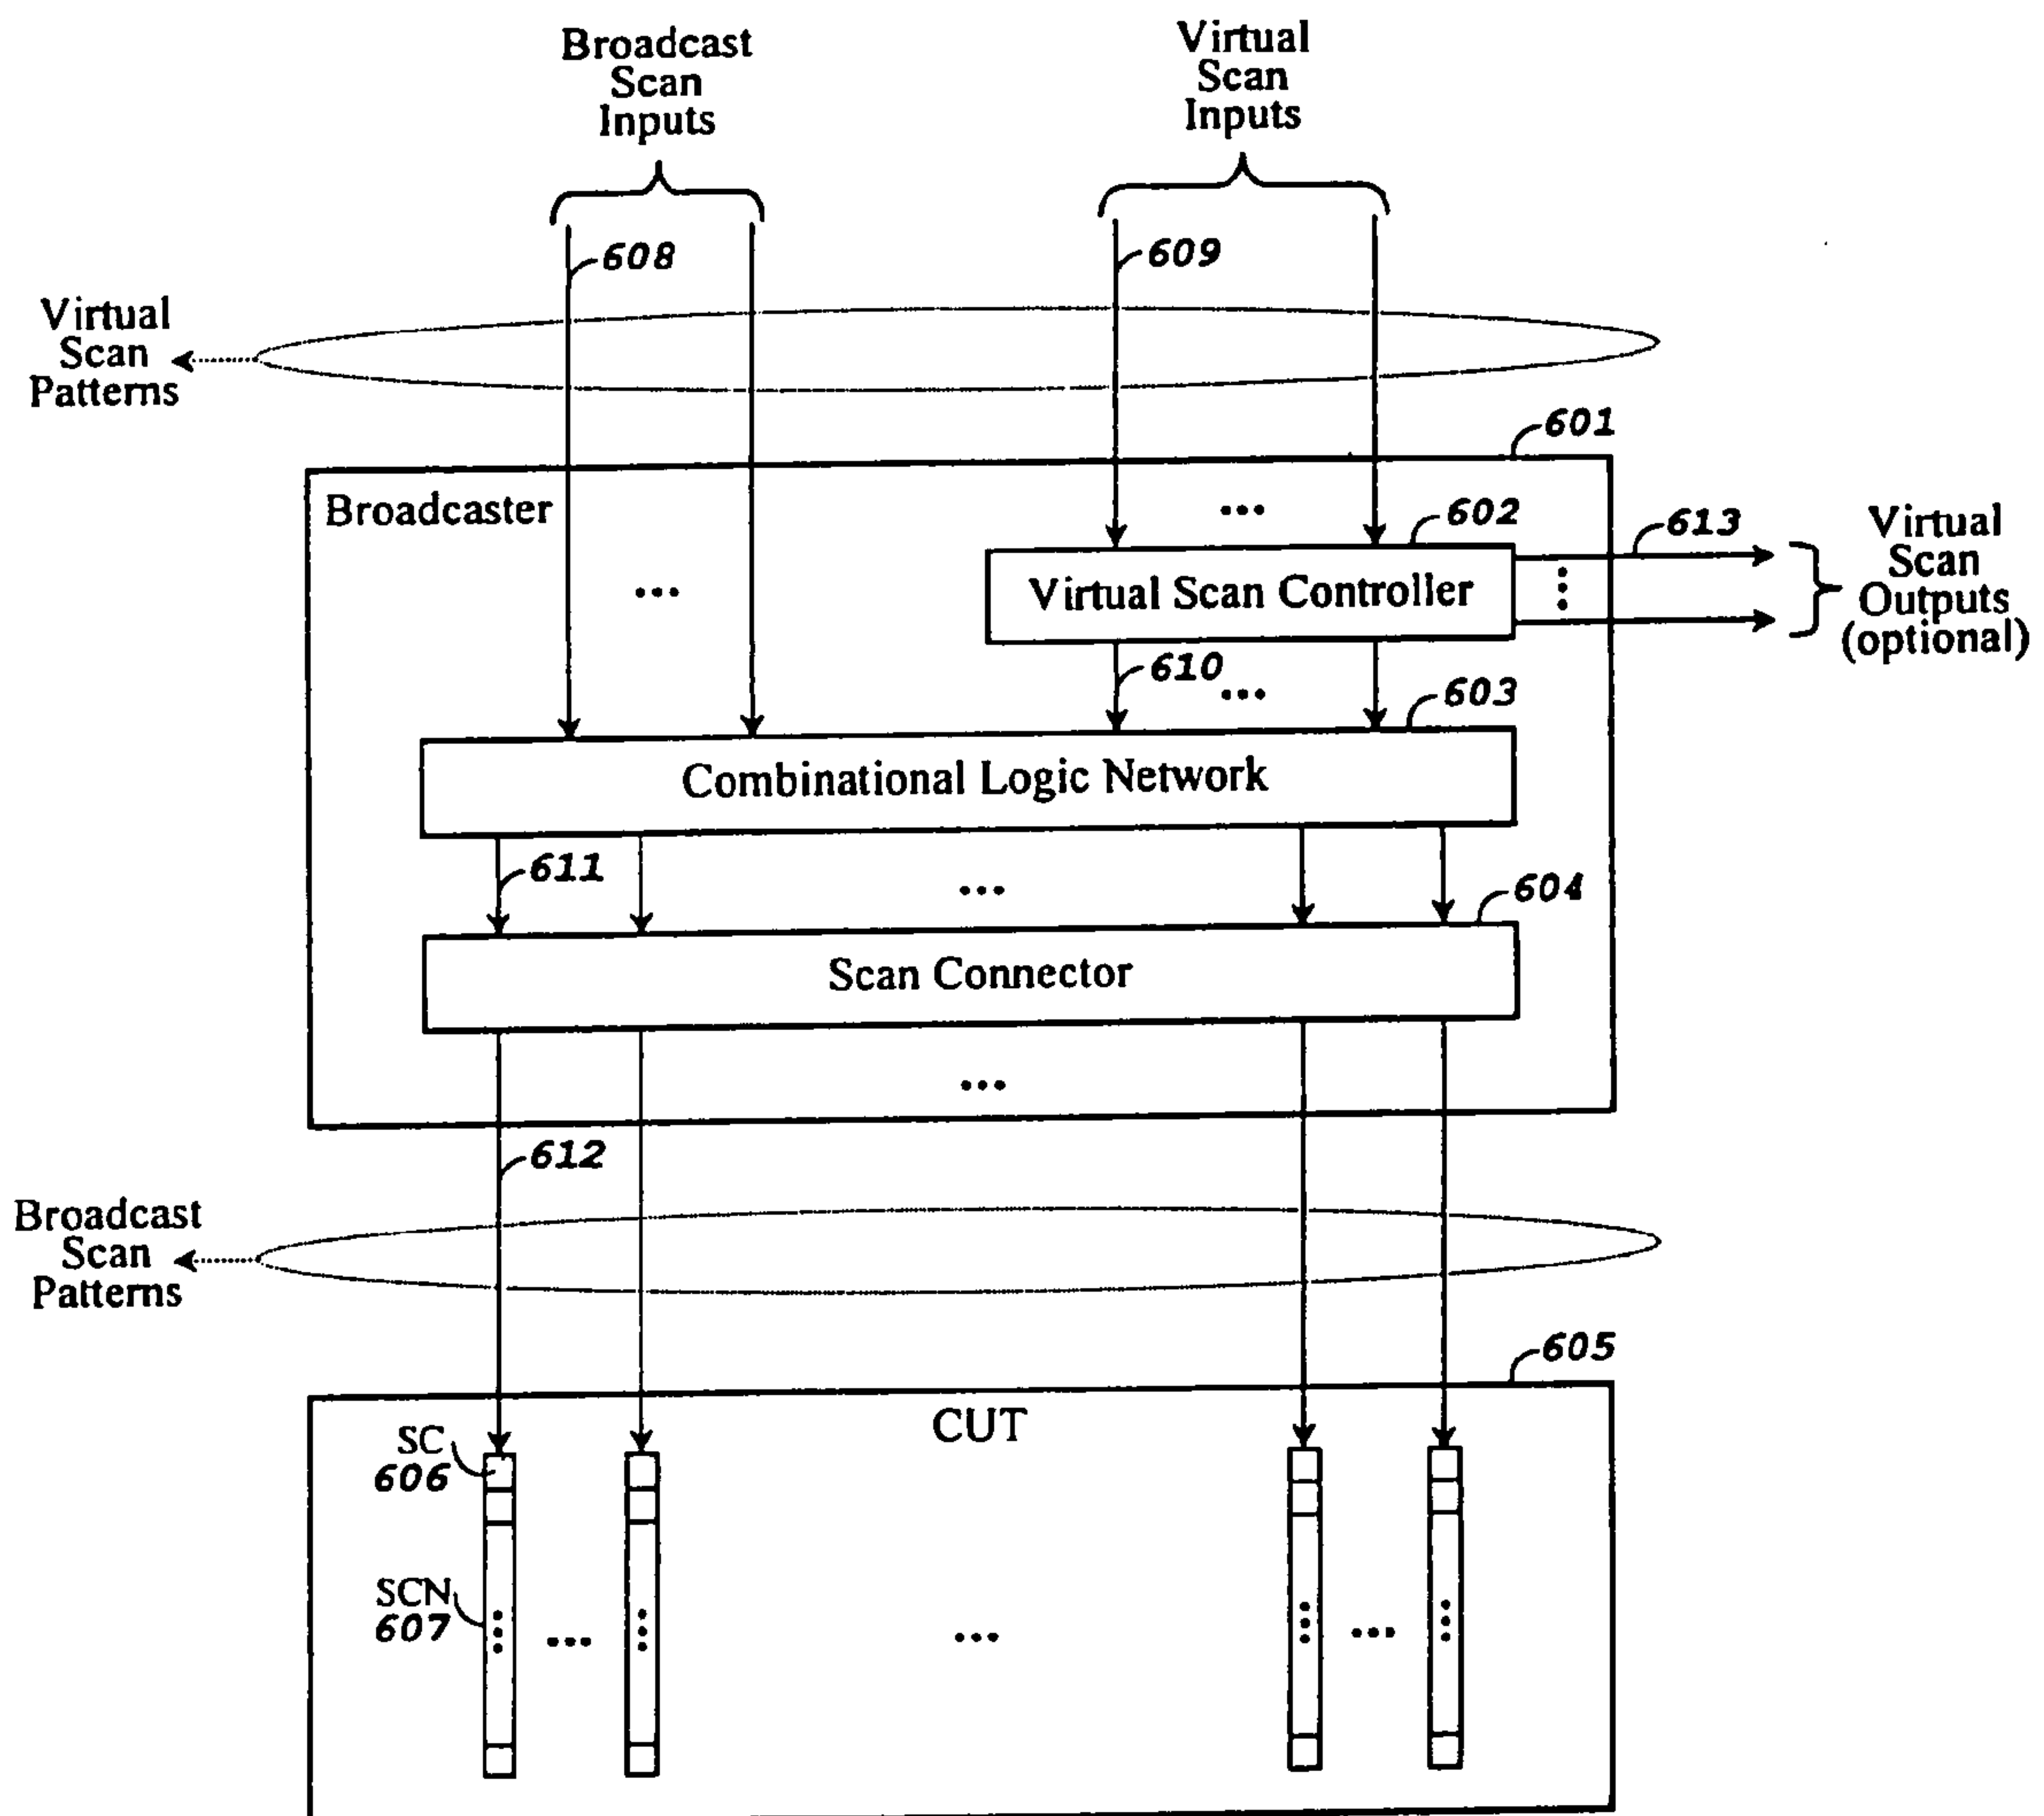 Broadcast
Scan
Inputs
Virtual
Scan
Inputs
608
609
Virtual
Scan
Patterns
601
Broadcaster
...
602
613
Virtual
Scan
Outputs
(optional)
...
Virtual Scan Controller
610
...
603
Combinational Logic Network
611
...
604
Scan Connector
...
612
Broadcast
Scan
Patterns
605
CUT
SC
606
SCN
607
...
...
...